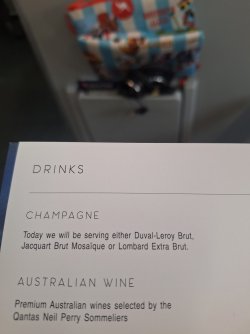 DRINKS
CHAMPAGNE
Today we will be serving either Duval-Leroy Brut,
Jacquart Brut Mosaïque or Lombard Extra Brut.
AUSTRALIAN WINE
Premium Australian wines selected by the
Qantas Neil Perry Sommeliers